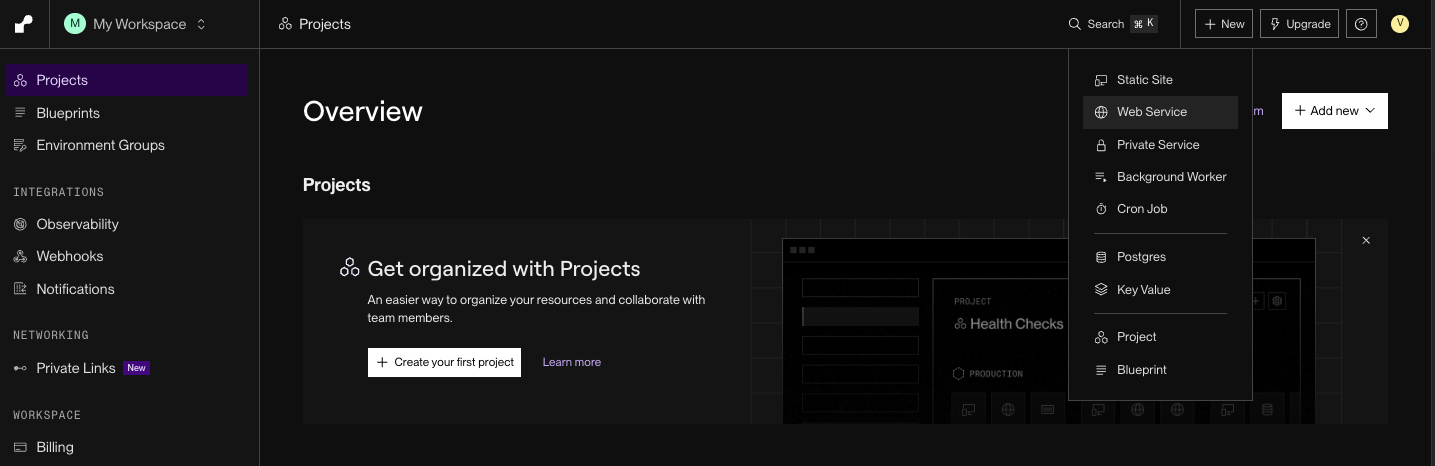 M My Workspace
Projects
Search ⌘ K
New
Upgrade
V
Projects
Blueprints
Environment Groups
INTEGRATIONS
Observability
Webhooks
Notifications
NETWORKING
Private Links New
WORKSPACE
Billing
Overview
m
Add new
Projects
Get organized with Projects
An easier way to organize your resources and collaborate with
team members.
Create your first project
Learn more
PROJECT
Health Checks
PRODUCTION
Static Site
Web Service
Private Service
Background Worker
Cron Job
Postgres
Key Value
Project
Blueprint